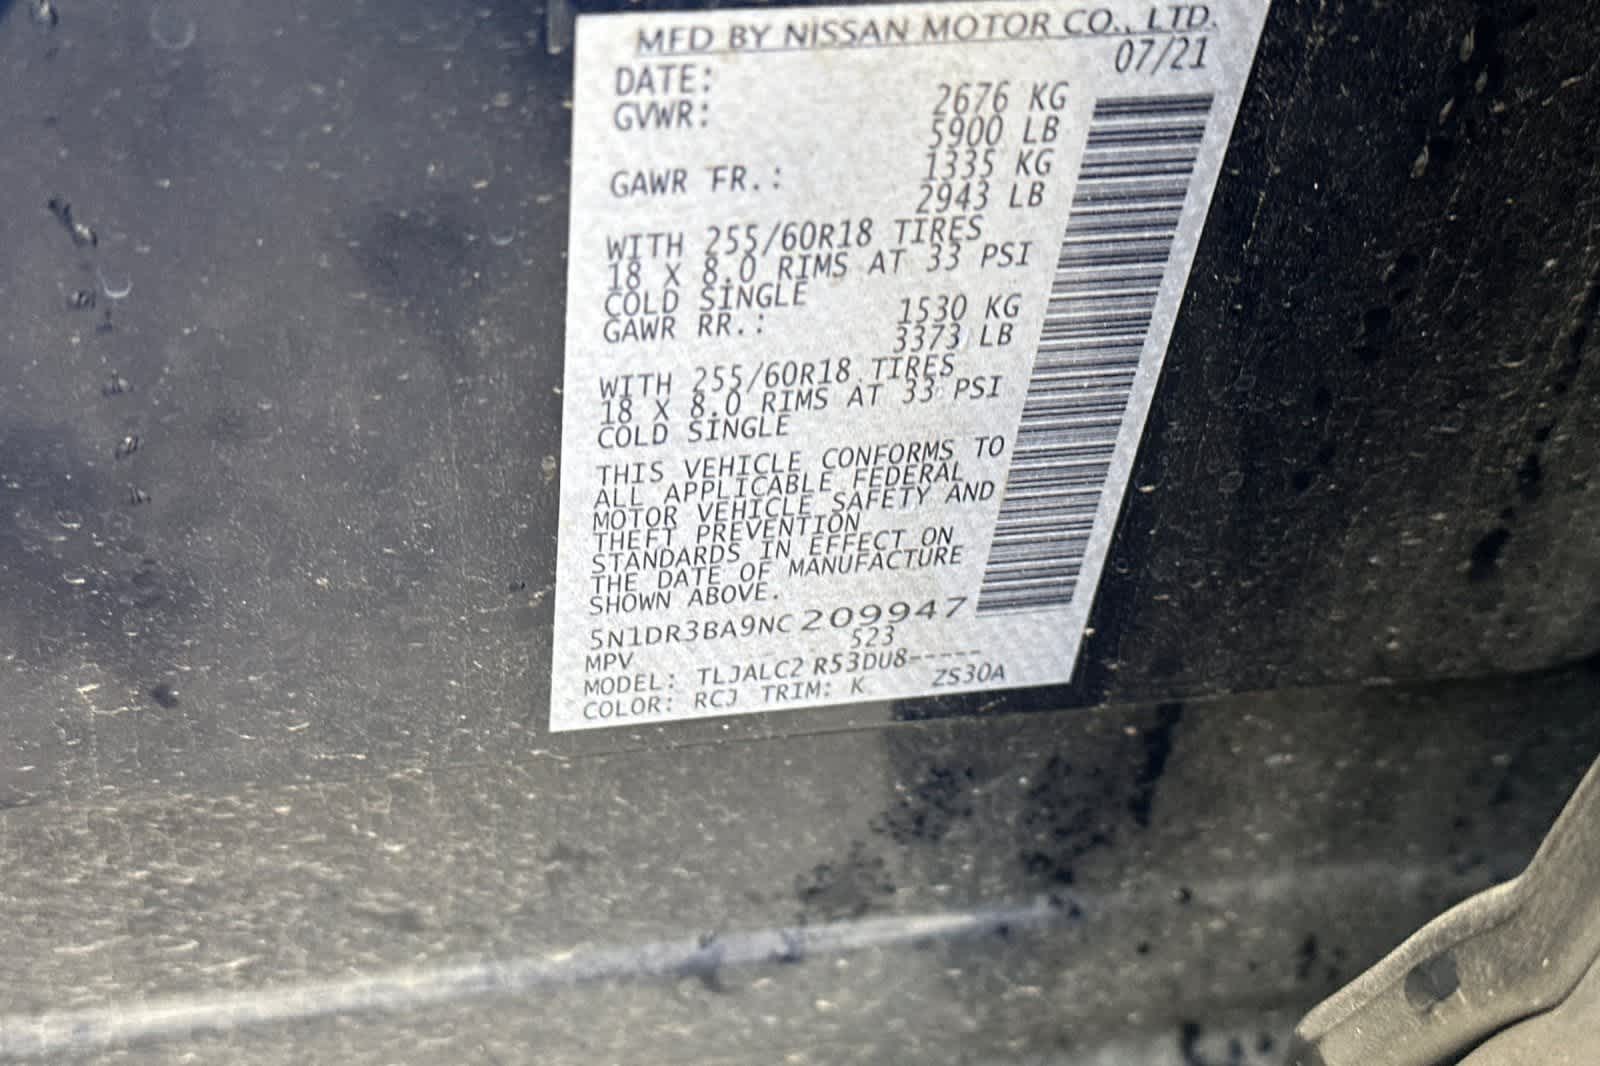 MFD BY NISSAN MOTOR CO., LTD.
DATE: 07/21
GVWR: 2676 KG
5900 LB
GAWR FR.: 1335 KG
2943 LB
WITH 255/60R18 TIRES
18 X 8.0 RIMS AT 33 PSI
COLD SINGLE
GAWR RR.: 1530 KG
3373 LB
WITH 255/60R18 TIRES
18 X 8.0 RIMS AT 33 PSI
COLD SINGLE
THIS VEHICLE CONFORMS TO
ALL APPLICABLE FEDERAL
MOTOR VEHICLE SAFETY AND
THEFT PREVENTION
STANDARDS IN EFFECT ON
THE DATE OF MANUFACTURE
SHOWN ABOVE.
5N1DR3BA9NC209947
MPV 523
MODEL: TLJALC2 R53DU8-----
COLOR: RCJ TRIM: K ZS30A